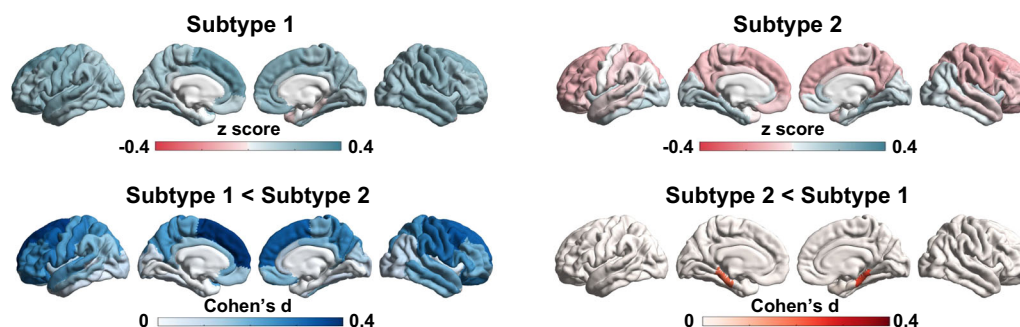 Subtype 1
Subtype 2
z score
-0.4 0.4
z score
-0.4 0.4
Subtype 1 < Subtype 2
Subtype 2 < Subtype 1
Cohen's d
0 0.4
Cohen's d
0 0.4